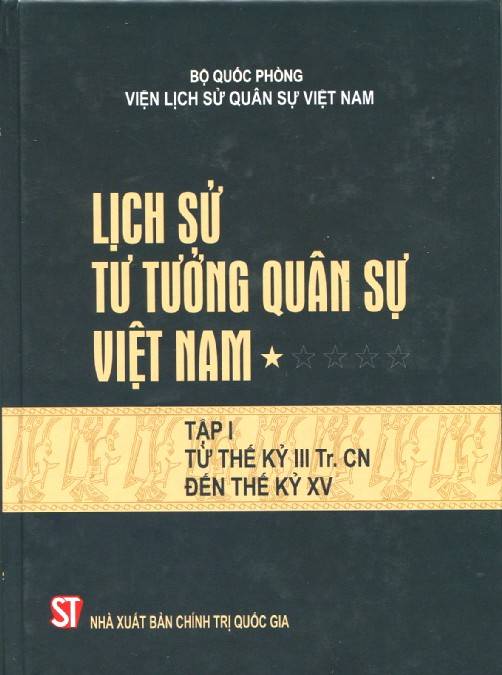 BỘ QUỐC PHÒNG
VIỆN LỊCH SỬ QUÂN SỰ VIỆT NAM
LỊCH SỬ
TƯ TƯỞNG QUÂN SỰ
VIỆT NAM
TẬP I
TỪ THẾ KỶ III Tr. CN
ĐẾN THẾ KỶ XV
ST
NHÀ XUẤT BẢN CHÍNH TRỊ QUỐC GIA